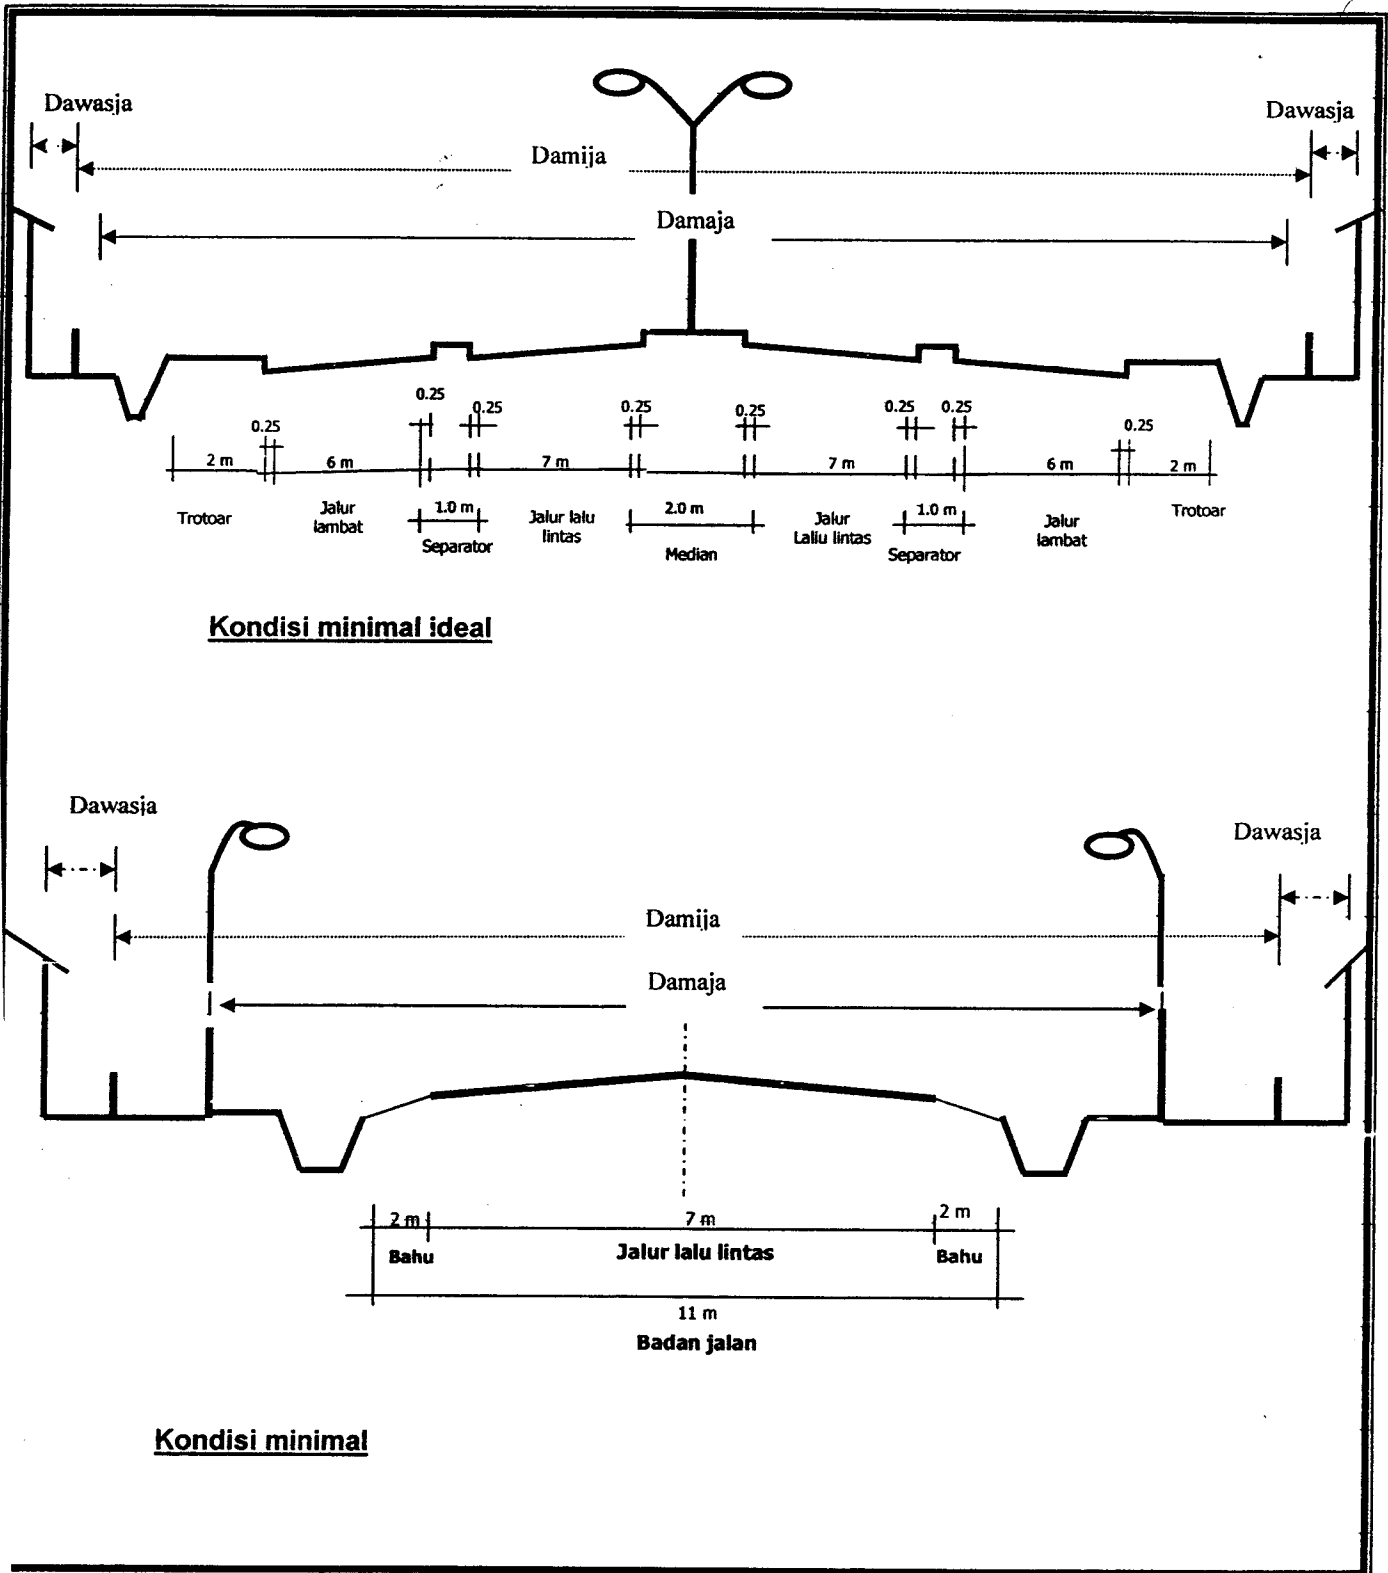 Dawasja
Dawasja
Damija
Damaja
0.25
0.25
0.25
0.25
0.25
0.25
0.25
0.25
2 m
6 m
7 m
7 m
6 m
2 m
Trotoar
Jalur
lambat
1.0 m
Separator
Jalur lalu
lintas
2.0 m
Median
Jalur
Laliu lintas
1.0 m
Separator
Jalur
lambat
Trotoar
Kondisi minimal ideal
Dawasja
Dawasja
Damija
Damaja
2 m
7 m
2 m
Bahu
Jalur lalu lintas
Bahu
11 m
Badan jalan
Kondisi minimal